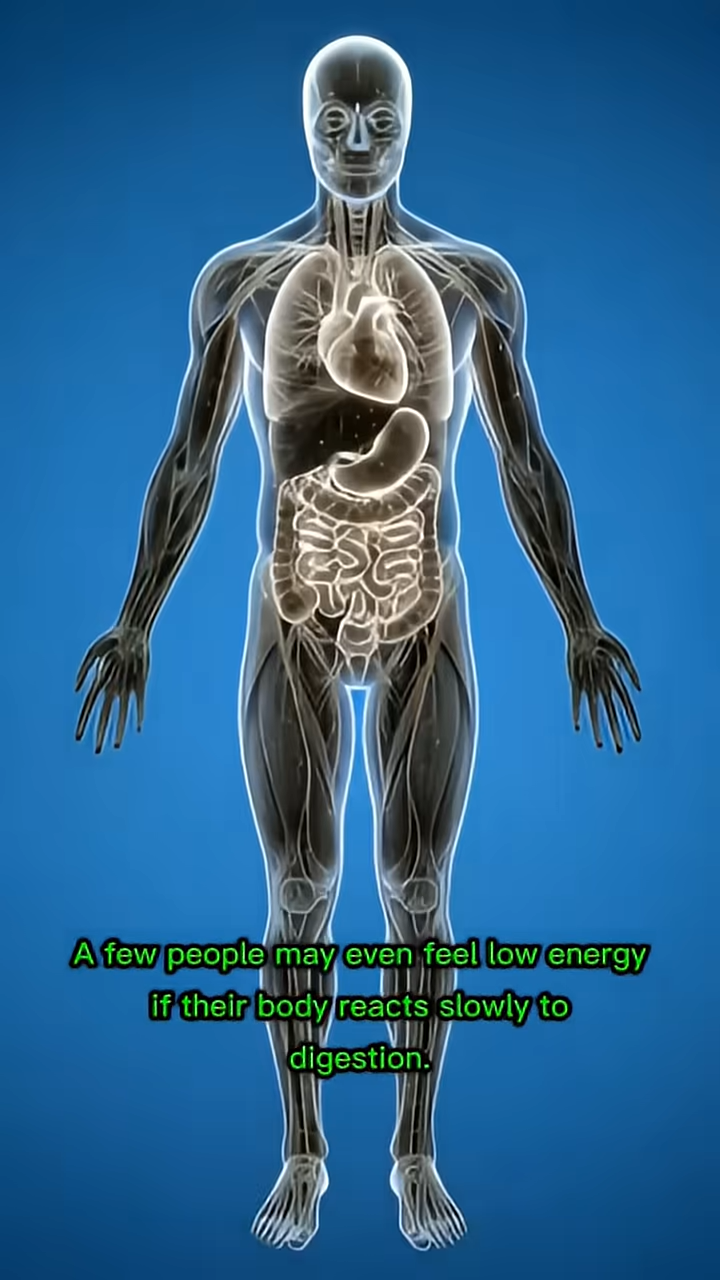 A few people may even feel low energy
if their body reacts slowly to
digestion.